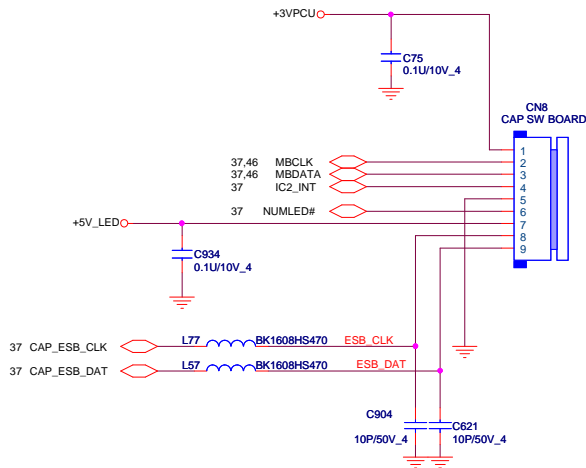 +3VPCU
C75
0.1U/10V_4
CN8
CAP SW BOARD
1
37,46 MBCLK 2
37,46 MBDATA 3
37 IC2_INT 4
5
37 NUMLED# 6
+5V_LED 7
8
9
C934
0.1U/10V_4
37 CAP_ESB_CLK L77 BK1608HS470 ESB_CLK
37 CAP_ESB_DAT L57 BK1608HS470 ESB_DAT
C904 C621
10P/50V_4 10P/50V_4